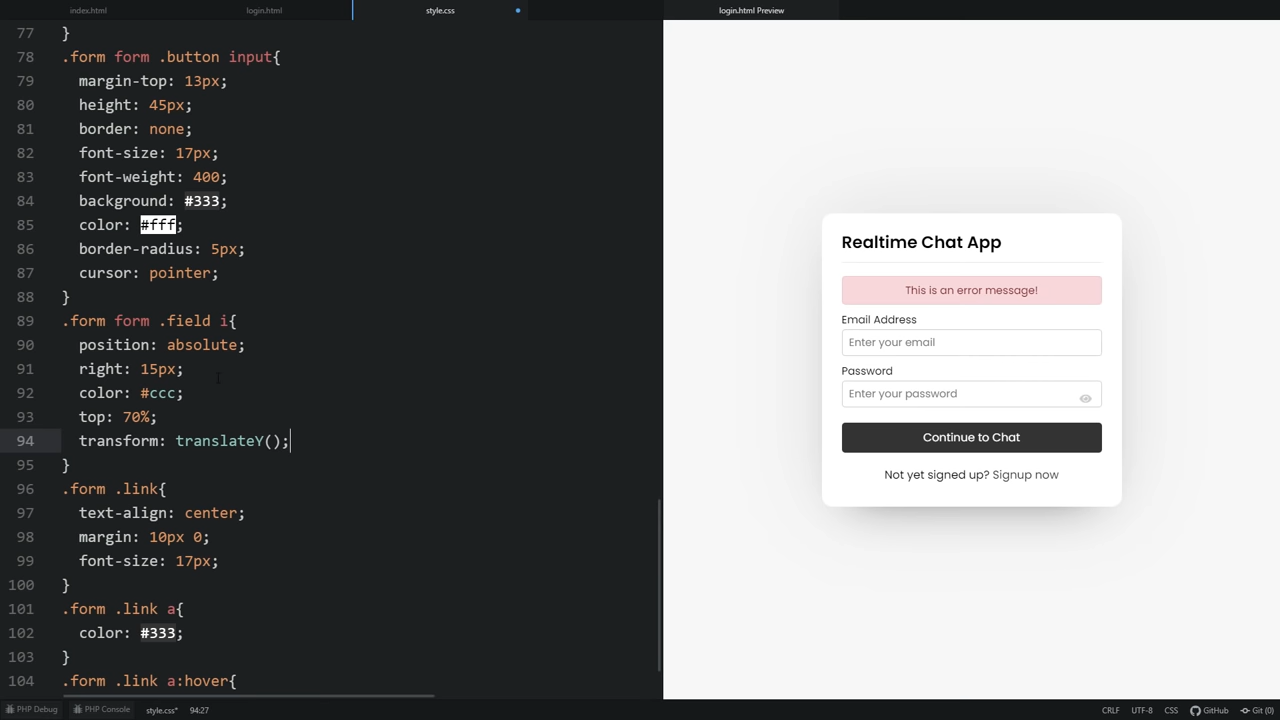 index.html
login.html
style.css
login.html Preview
77 }
78 .form form .button input{
79 margin-top: 13px;
80 height: 45px;
81 border: none;
82 font-size: 17px;
83 font-weight: 400;
84 background: #333;
85 color: #fff;
86 border-radius: 5px;
87 cursor: pointer;
88 }
89 .form form .field i{
90 position: absolute;
91 right: 15px;
92 color: #ccc;
93 top: 70%;
94 transform: translateY();
95 }
96 .form .link{
97 text-align: center;
98 margin: 10px 0;
99 font-size: 17px;
100 }
101 .form .link a{
102 color: #333;
103 }
104 .form .link a:hover{
Realtime Chat App
This is an error message!
Email Address
Enter your email
Password
Enter your password
Continue to Chat
Not yet signed up? Signup now
PHP Debug PHP Console style.css* 94:27 CRLF UTF-8 CSS GitHub Git (0)